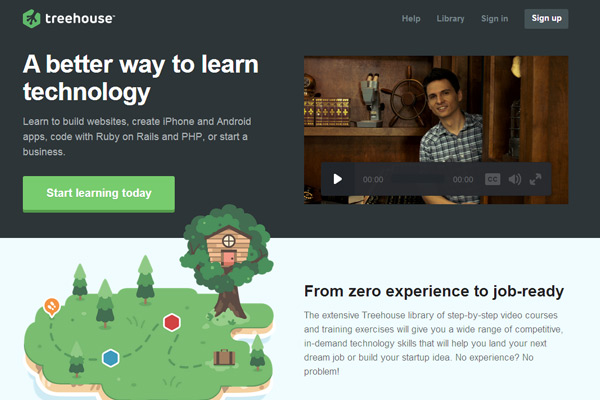 treehouse™
Help Library Sign in Sign up
A better way to learn
technology
Learn to build websites, create iPhone and Android
apps, code with Ruby on Rails and PHP, or start a
business.
Start learning today
00:00 00:00 CC
From zero experience to job-ready
The extensive Treehouse library of step-by-step video courses
and training exercises will give you a wide range of competitive,
in-demand technology skills that will help you land your next
dream job or build your startup idea. No experience? No
problem!